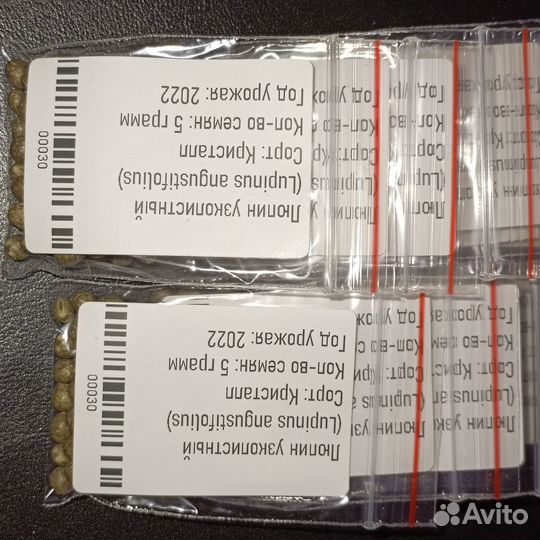 Люпин узколистный
(Lupinus angustifolius)
Сорт: Кристалл
Кол-во семян: 5 грамм
Год урожая: 2022
00030
Люпин узколистный
(Lupinus angustifolius)
Сорт: Кристалл
Кол-во семян: 5 грамм
Год урожая: 2022
00030
Avito